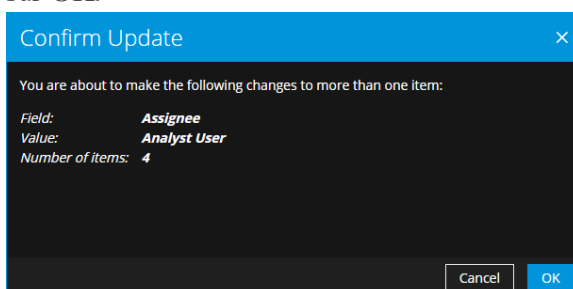 Confirm Update
You are about to make the following changes to more than one item:
Field: Assignee
Value: Analyst User
Number of items: 4
Cancel OK